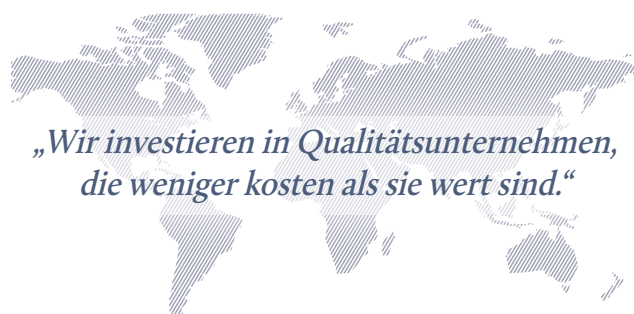 „Wir investieren in Qualitätsunternehmen,
die weniger kosten als sie wert sind.“